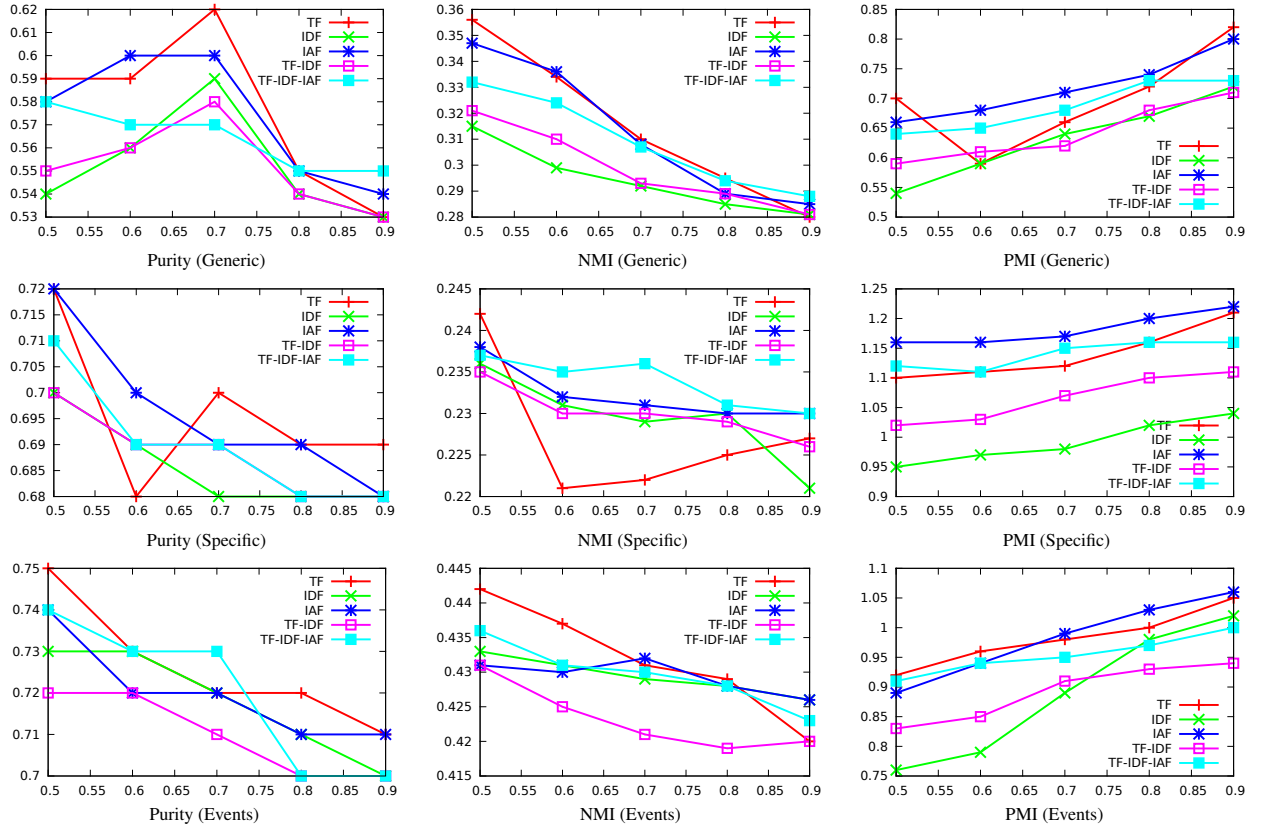 0.62
0.61
0.6
0.59
0.58
0.57
0.56
0.55
0.54
0.53
0.5 0.55 0.6 0.65 0.7 0.75 0.8 0.85 0.9
TF
IDF
IAF
TF-IDF
TF-IDF-IAF
Purity (Generic)
0.36
0.35
0.34
0.33
0.32
0.31
0.3
0.29
0.28
0.5 0.55 0.6 0.65 0.7 0.75 0.8 0.85 0.9
TF
IDF
IAF
TF-IDF
TF-IDF-IAF
NMI (Generic)
0.85
0.8
0.75
0.7
0.65
0.6
0.55
0.5
0.5 0.55 0.6 0.65 0.7 0.75 0.8 0.85 0.9
TF
IDF
IAF
TF-IDF
TF-IDF-IAF
PMI (Generic)
0.72
0.715
0.71
0.705
0.7
0.695
0.69
0.685
0.68
0.5 0.55 0.6 0.65 0.7 0.75 0.8 0.85 0.9
TF
IDF
IAF
TF-IDF
TF-IDF-IAF
Purity (Specific)
0.245
0.24
0.235
0.23
0.225
0.22
0.5 0.55 0.6 0.65 0.7 0.75 0.8 0.85 0.9
TF
IDF
IAF
TF-IDF
TF-IDF-IAF
NMI (Specific)
1.25
1.2
1.15
1.1
1.05
1
0.95
0.9
0.5 0.55 0.6 0.65 0.7 0.75 0.8 0.85 0.9
TF
IDF
IAF
TF-IDF
TF-IDF-IAF
PMI (Specific)
0.75
0.74
0.73
0.72
0.71
0.7
0.5 0.55 0.6 0.65 0.7 0.75 0.8 0.85 0.9
TF
IDF
IAF
TF-IDF
TF-IDF-IAF
Purity (Events)
0.445
0.44
0.435
0.43
0.425
0.42
0.415
0.5 0.55 0.6 0.65 0.7 0.75 0.8 0.85 0.9
TF
IDF
IAF
TF-IDF
TF-IDF-IAF
NMI (Events)
1.1
1.05
1
0.95
0.9
0.85
0.8
0.75
0.5 0.55 0.6 0.65 0.7 0.75 0.8 0.85 0.9
TF
IDF
IAF
TF-IDF
TF-IDF-IAF
PMI (Events)